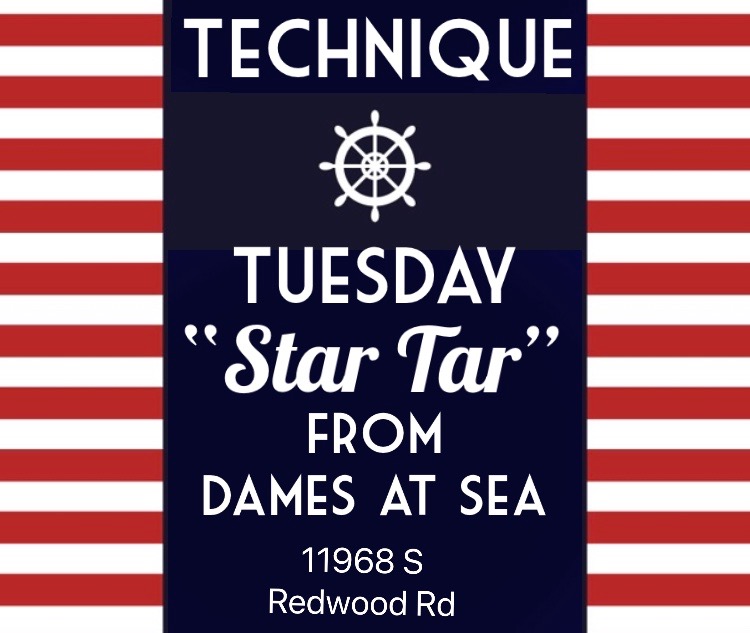 TECHNIQUE
TUESDAY
“Star Tar”
FROM
DAMES AT SEA
11968 S
Redwood Rd